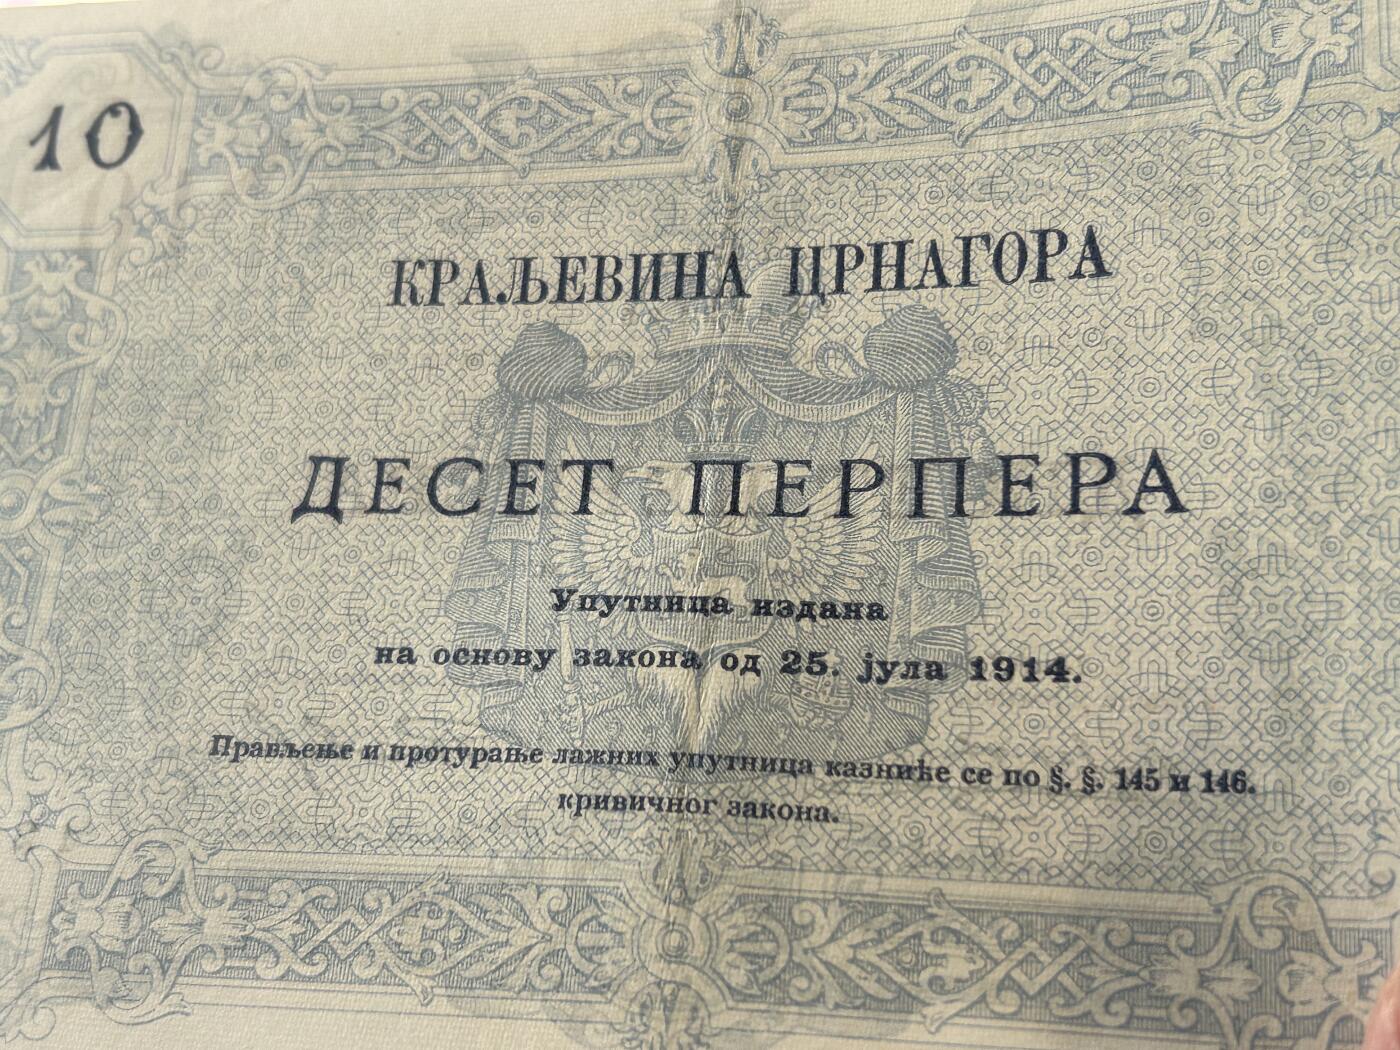 10
КРАЉЕВИНА ЦРНАГОРА
ДЕСЕТ ПЕРПЕРА
Упутница издана
на основу закона од 25. јула 1914.
Прављење и протурање лажних упутница казниће се по §. §. 145 и 146.
кривичног закона.